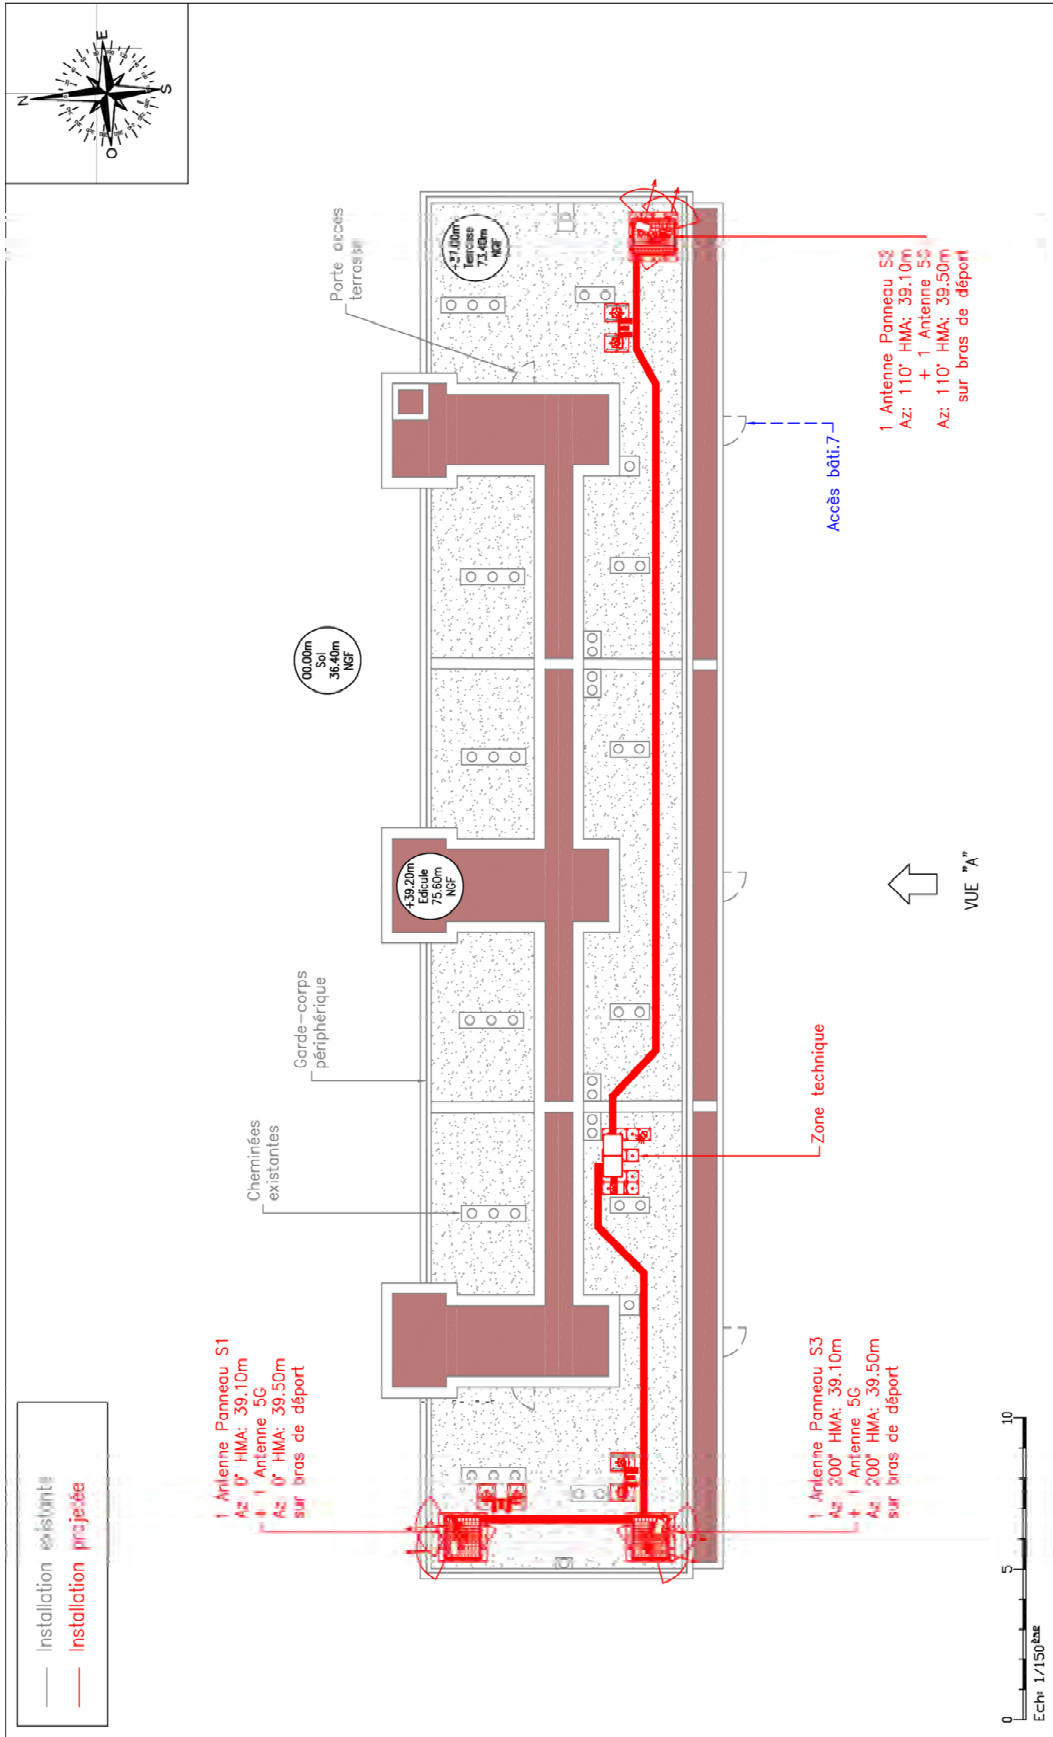 Installation existante
Installation projetée
N
E
S
O
1 Antenne Panneau S1
Az: 0° HMA: 39.10m
+ 1 Antenne 5G
Az: 0° HMA: 39.50m
sur bras de déport
Cheminées
existantes
Garde-corps
périphérique
00.00m
Sol
36.40m
NGF
Porte accès
terrasse
+37.00m
Terrasse
73.40m
NGF
+39.20m
Edicule
75.60m
NGF
1 Antenne Panneau S3
Az: 200° HMA: 39.10m
+ 1 Antenne 5G
Az: 200° HMA: 39.50m
sur bras de déport
Zone technique
VUE "A"
Accès bâti.7
1 Antenne Panneau S2
Az: 110° HMA: 39.10m
+ 1 Antenne 5G
Az: 110° HMA: 39.50m
sur bras de déport
0 5 10
Ech: 1/150ème